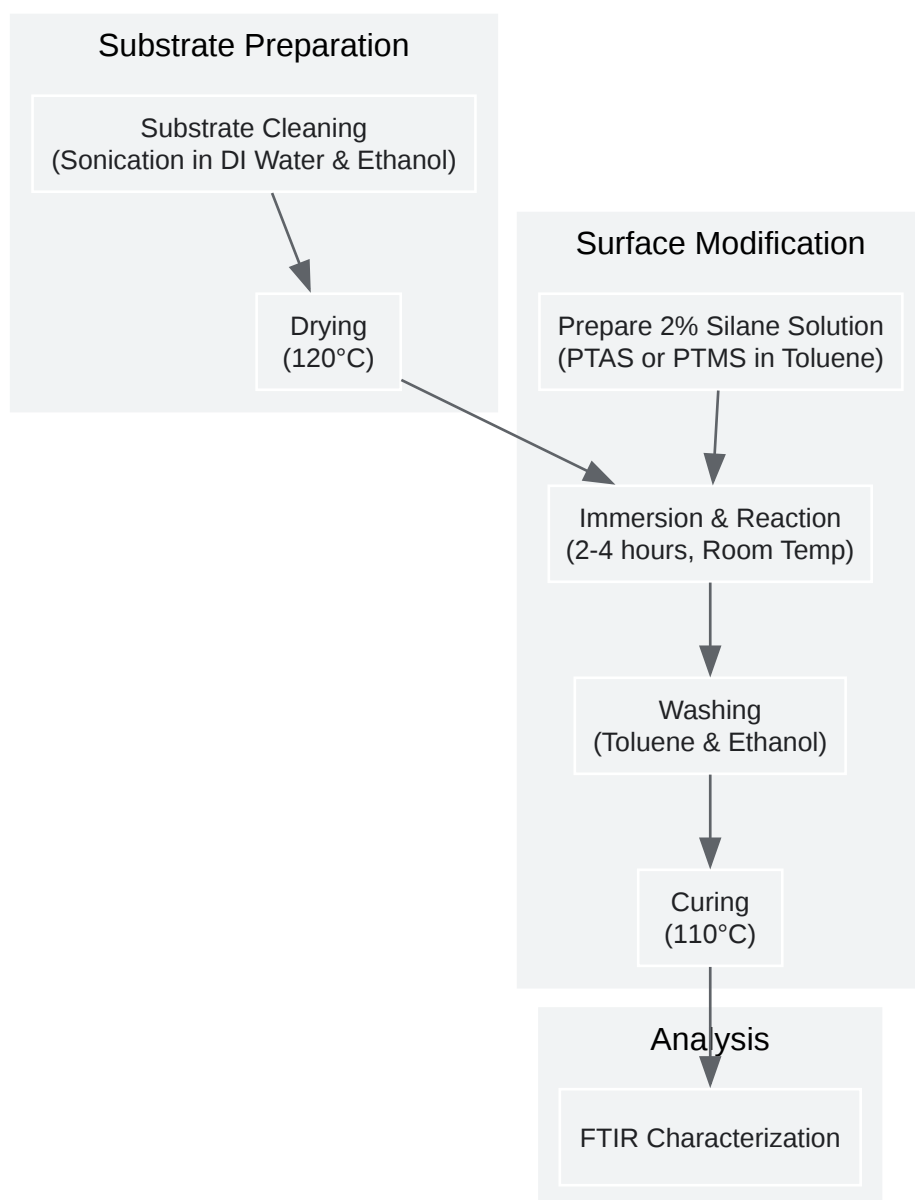 Substrate Preparation
Substrate Cleaning
(Sonication in DI Water & Ethanol)
Drying
(120°C)
Surface Modification
Prepare 2% Silane Solution
(PTAS or PTMS in Toluene)
Immersion & Reaction
(2-4 hours, Room Temp)
Washing
(Toluene & Ethanol)
Curing
(110°C)
Analysis
FTIR Characterization